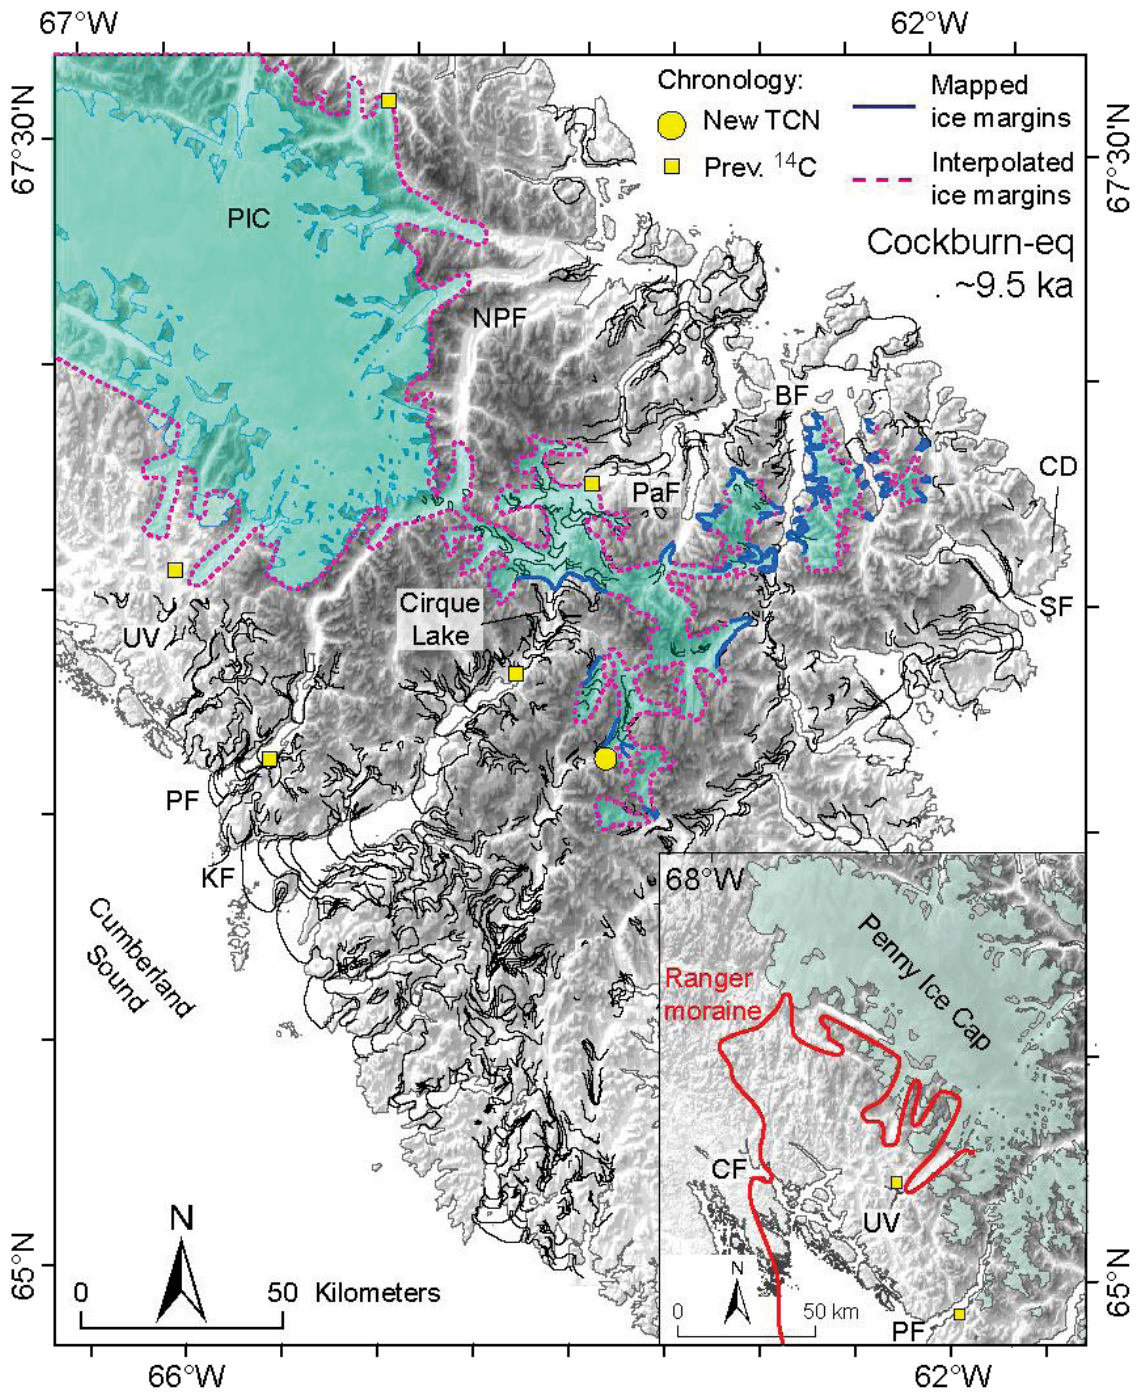 67°W
62°W
67°30'N
67°30'N
Chronology:
New TCN
Prev. ¹⁴C
Mapped
ice margins
Interpolated
ice margins
Cockburn-eq
~9.5 ka
PIC
NPF
BF
CD
PaF
SF
Cirque
Lake
UV
PF
KF
Cumberland
Sound
68°W
Penny Ice Cap
Ranger
moraine
CF
UV
N
0
50 km
PF
N
0
50 Kilometers
65°N
65°N
66°W
62°W